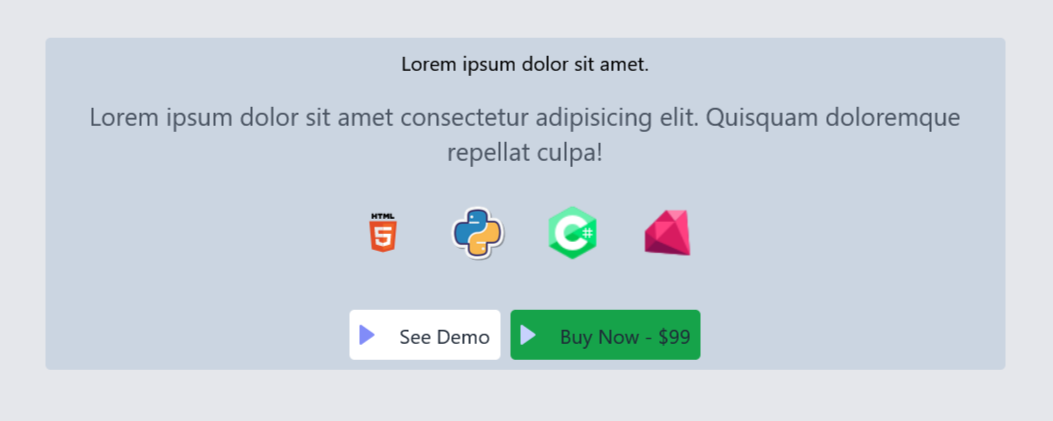 Lorem ipsum dolor sit amet.
Lorem ipsum dolor sit amet consectetur adipisicing elit. Quisquam doloremque
repellat culpa!
HTML
5
C#
See Demo
Buy Now - $99